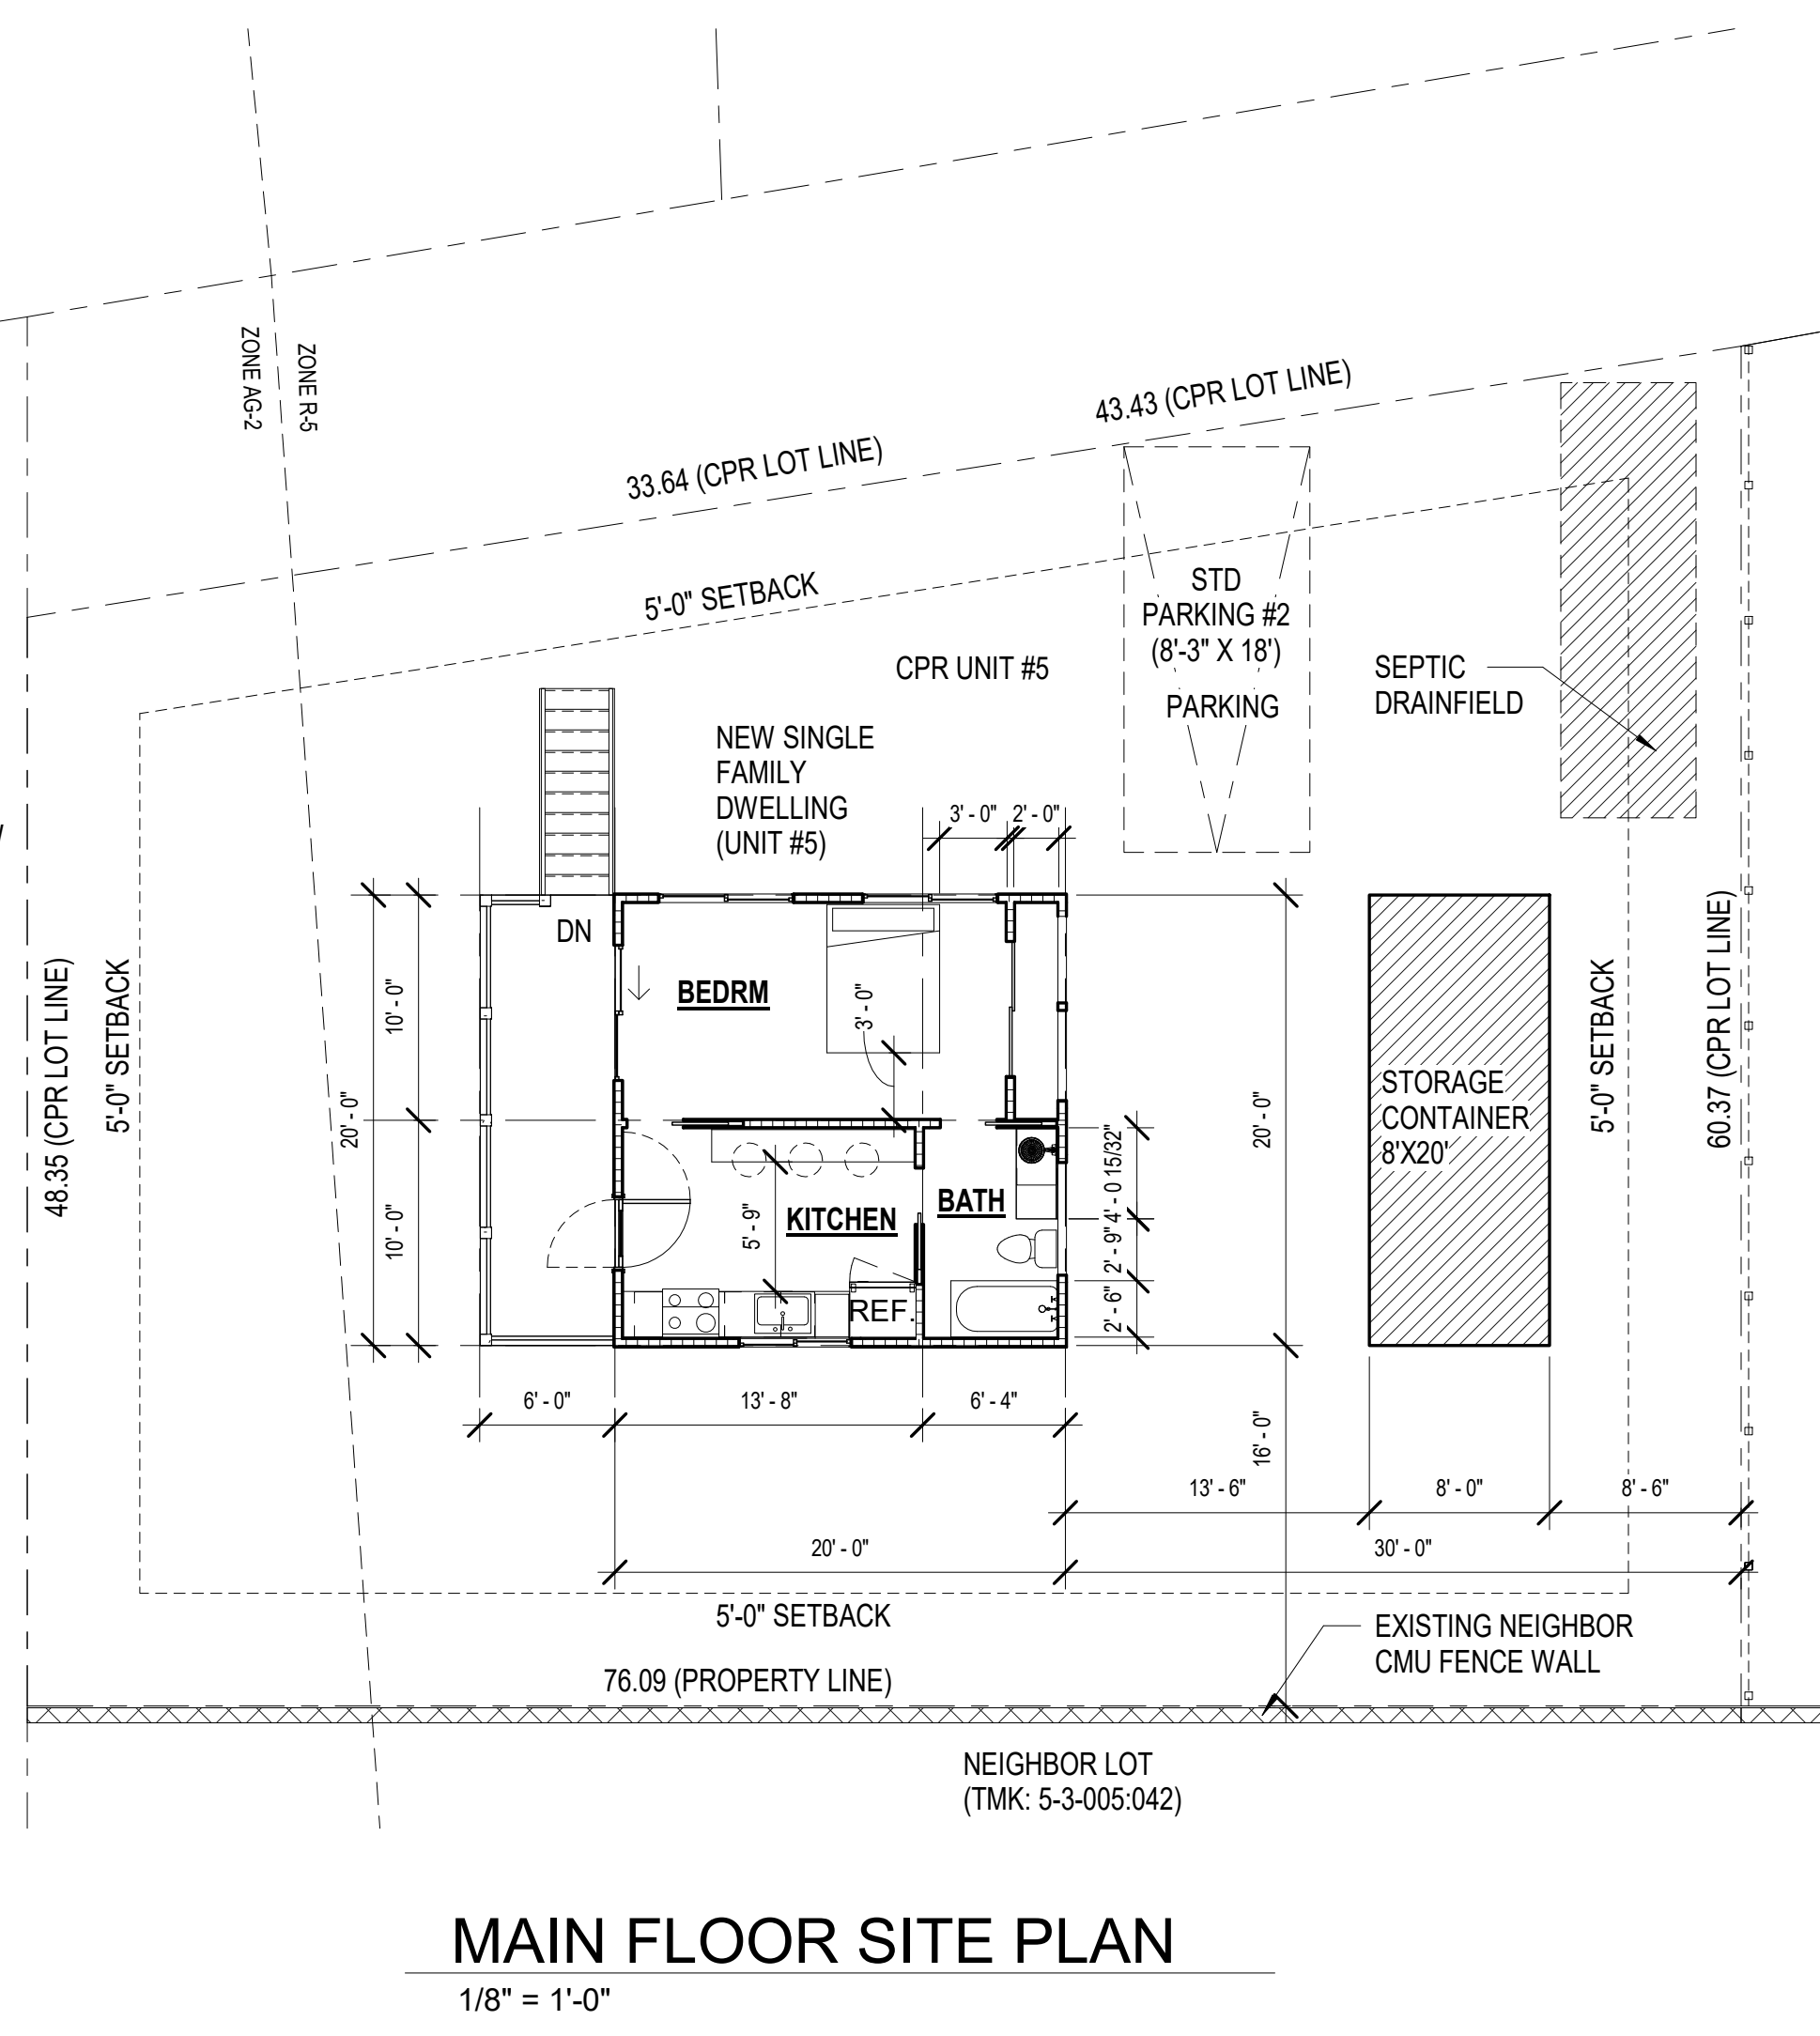 ZONE AG-2
ZONE R-5
33.64 (CPR LOT LINE)
43.43 (CPR LOT LINE)
5'-0" SETBACK
CPR UNIT #5
STD
PARKING #2
(8'-3" X 18')
PARKING
SEPTIC
DRAINFIELD
NEW SINGLE
FAMILY
DWELLING
(UNIT #5)
3' - 0"
2' - 0"
DN
BEDRM
3' - 0"
48.35 (CPR LOT LINE)
5'-0" SETBACK
20' - 0"
10' - 0"
10' - 0"
KITCHEN
5' - 9"
BATH
REF.
4' - 0 15/32"
2' - 9"
2' - 6"
20' - 0"
16' - 0"
STORAGE
CONTAINER
8'X20'
5'-0" SETBACK
60.37 (CPR LOT LINE)
6' - 0"
13' - 8"
6' - 4"
13' - 6"
8' - 0"
8' - 6"
20' - 0"
30' - 0"
5'-0" SETBACK
EXISTING NEIGHBOR
CMU FENCE WALL
76.09 (PROPERTY LINE)
NEIGHBOR LOT
(TMK: 5-3-005:042)
MAIN FLOOR SITE PLAN
1/8" = 1'-0"